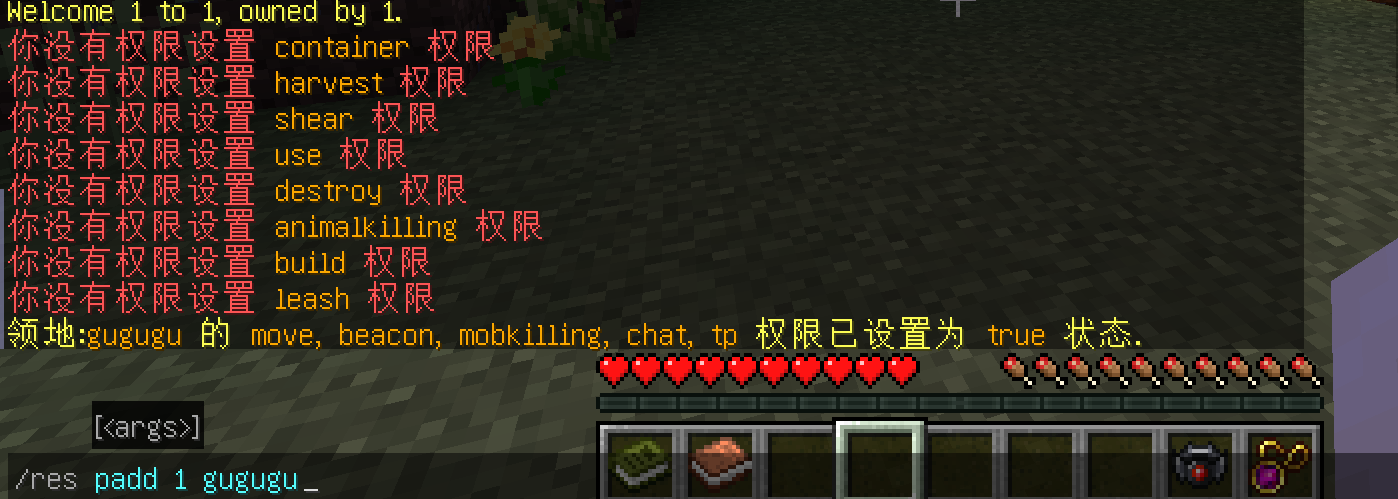 Welcome 1 to 1, owned by 1.
你没有权限设置 container 权限
你没有权限设置 harvest 权限
你没有权限设置 shear 权限
你没有权限设置 use 权限
你没有权限设置 destroy 权限
你没有权限设置 animalkilling 权限
你没有权限设置 build 权限
你没有权限设置 leash 权限
领地:gugugu 的 move, beacon, mobkilling, chat, tp 权限已设置为 true 状态.
[<args>]
/res padd 1 gugugu_